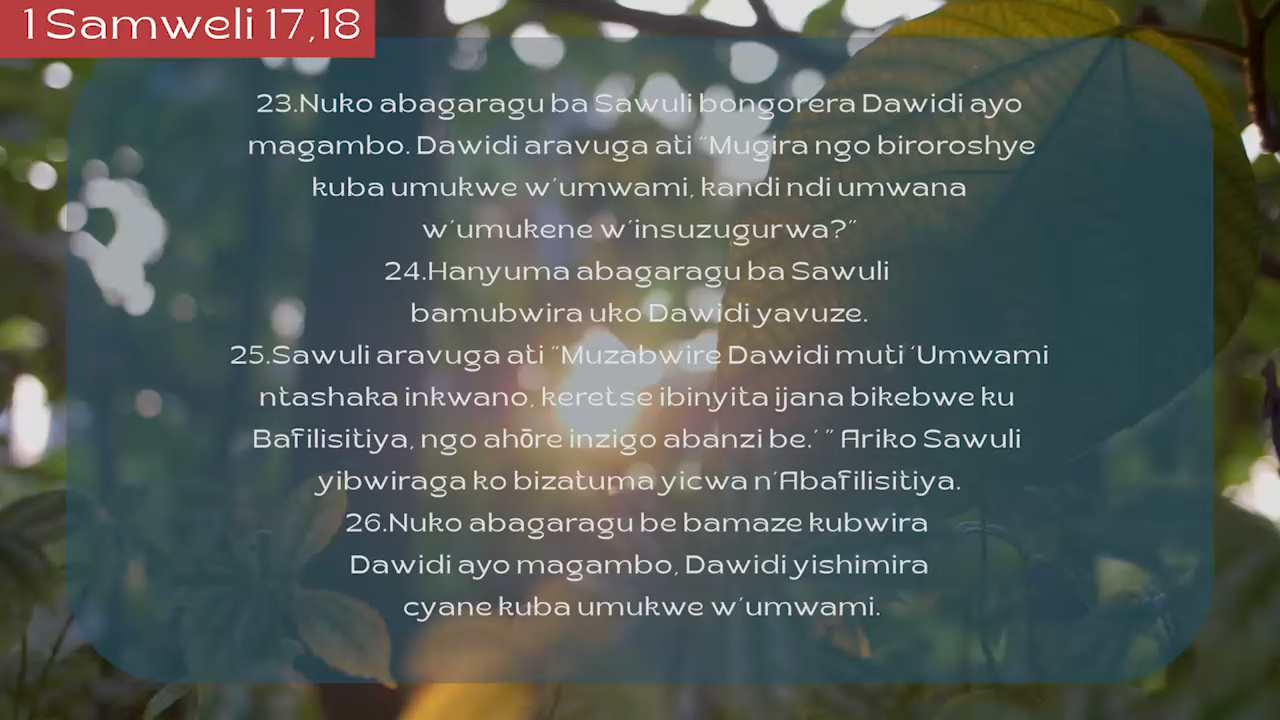 1 Samweli 17,18
23.Nuko abagaragu ba Sawuli bongorera Dawidi ayo
magambo. Dawidi aravuga ati “Mugira ngo biroroshye
kuba umukwe w’umwami, kandi ndi umwana
w’umukene w’insuzugurwa?”
24.Hanyuma abagaragu ba Sawuli
bamubwira uko Dawidi yavuze.
25.Sawuli aravuga ati “Muzabwire Dawidi muti ‘Umwami
ntashaka inkwano, keretse ibinyita ijana bikebwe ku
Bafilisitiya, ngo ahōre inzigo abanzi be.’ ” Ariko Sawuli
yibwiraga ko bizatuma yicwa n’Abafilisitiya.
26.Nuko abagaragu be bamaze kubwira
Dawidi ayo magambo, Dawidi yishimira
cyane kuba umukwe w’umwami.